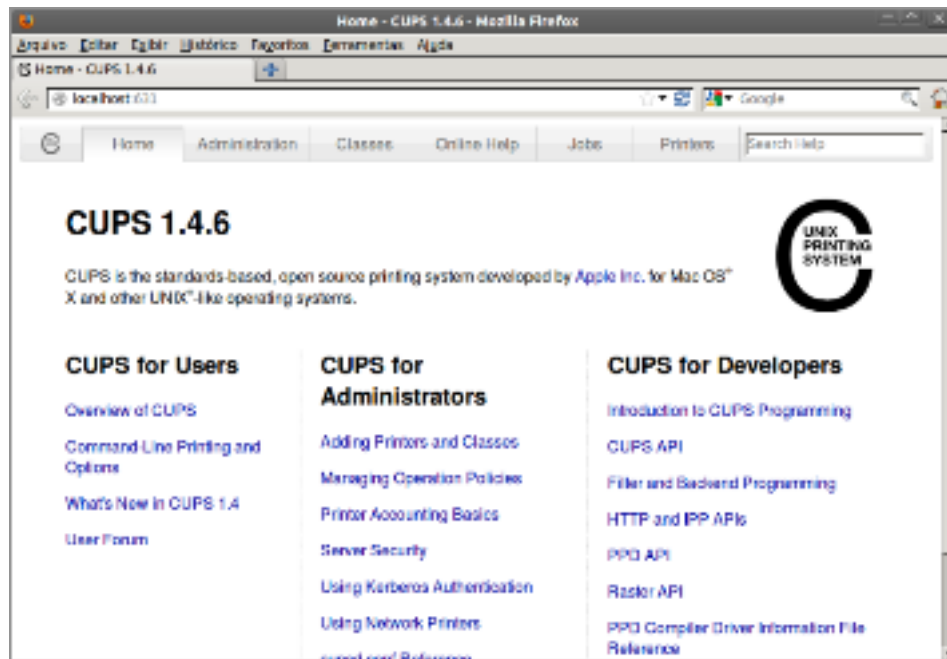 Home - CUPS 1.4.6 - Mozilla Firefox
Arquivo Editar Exibir Histórico Favoritos Ferramentas Ajuda
Home - CUPS 1.4.6
localhost:631
Google
Home Administration Classes Online Help Jobs Printers Search Help
CUPS 1.4.6
UNIX
PRINTING
SYSTEM
CUPS is the standards-based, open source printing system developed by Apple Inc. for Mac OS®
X and other UNIX®-like operating systems.
CUPS for Users
Overview of CUPS
Command-Line Printing and
Options
What's New in CUPS 1.4
User Forum
CUPS for
Administrators
Adding Printers and Classes
Managing Operation Policies
Printer Accounting Basics
Server Security
Using Kerberos Authentication
Using Network Printers
cupsd.conf Reference
CUPS for Developers
Introduction to CUPS Programming
CUPS API
Filter and Backend Programming
HTTP and IPP APIs
PPD API
Raster API
PPD Compiler Driver Information File
Reference